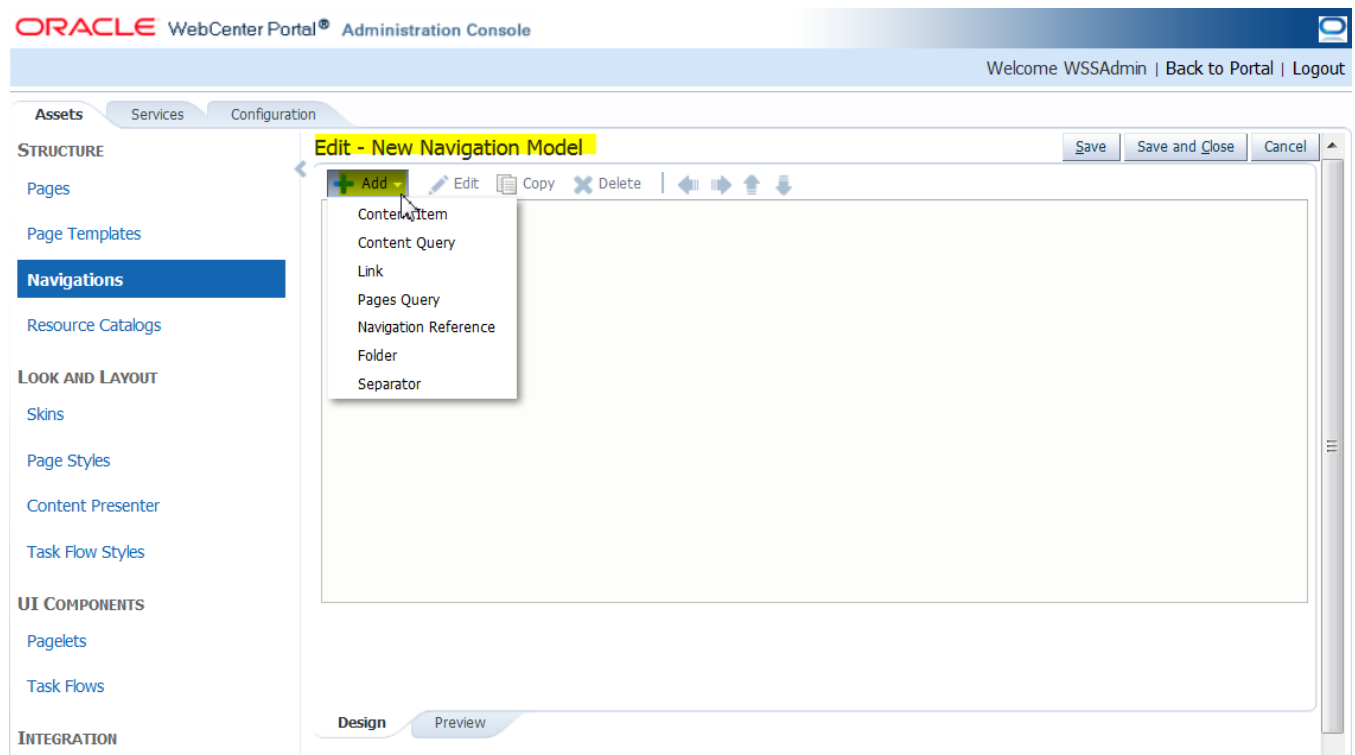 ORACLE WebCenter Portal® Administration Console
Welcome WSSAdmin | Back to Portal | Logout
Assets Services Configuration
STRUCTURE
Pages
Page Templates
Navigations
Resource Catalogs
LOOK AND LAYOUT
Skins
Page Styles
Content Presenter
Task Flow Styles
UI COMPONENTS
Pagelets
Task Flows
INTEGRATION
Edit - New Navigation Model
Save Save and Close Cancel
Add Edit Copy Delete
Content Item
Content Query
Link
Pages Query
Navigation Reference
Folder
Separator
Design Preview